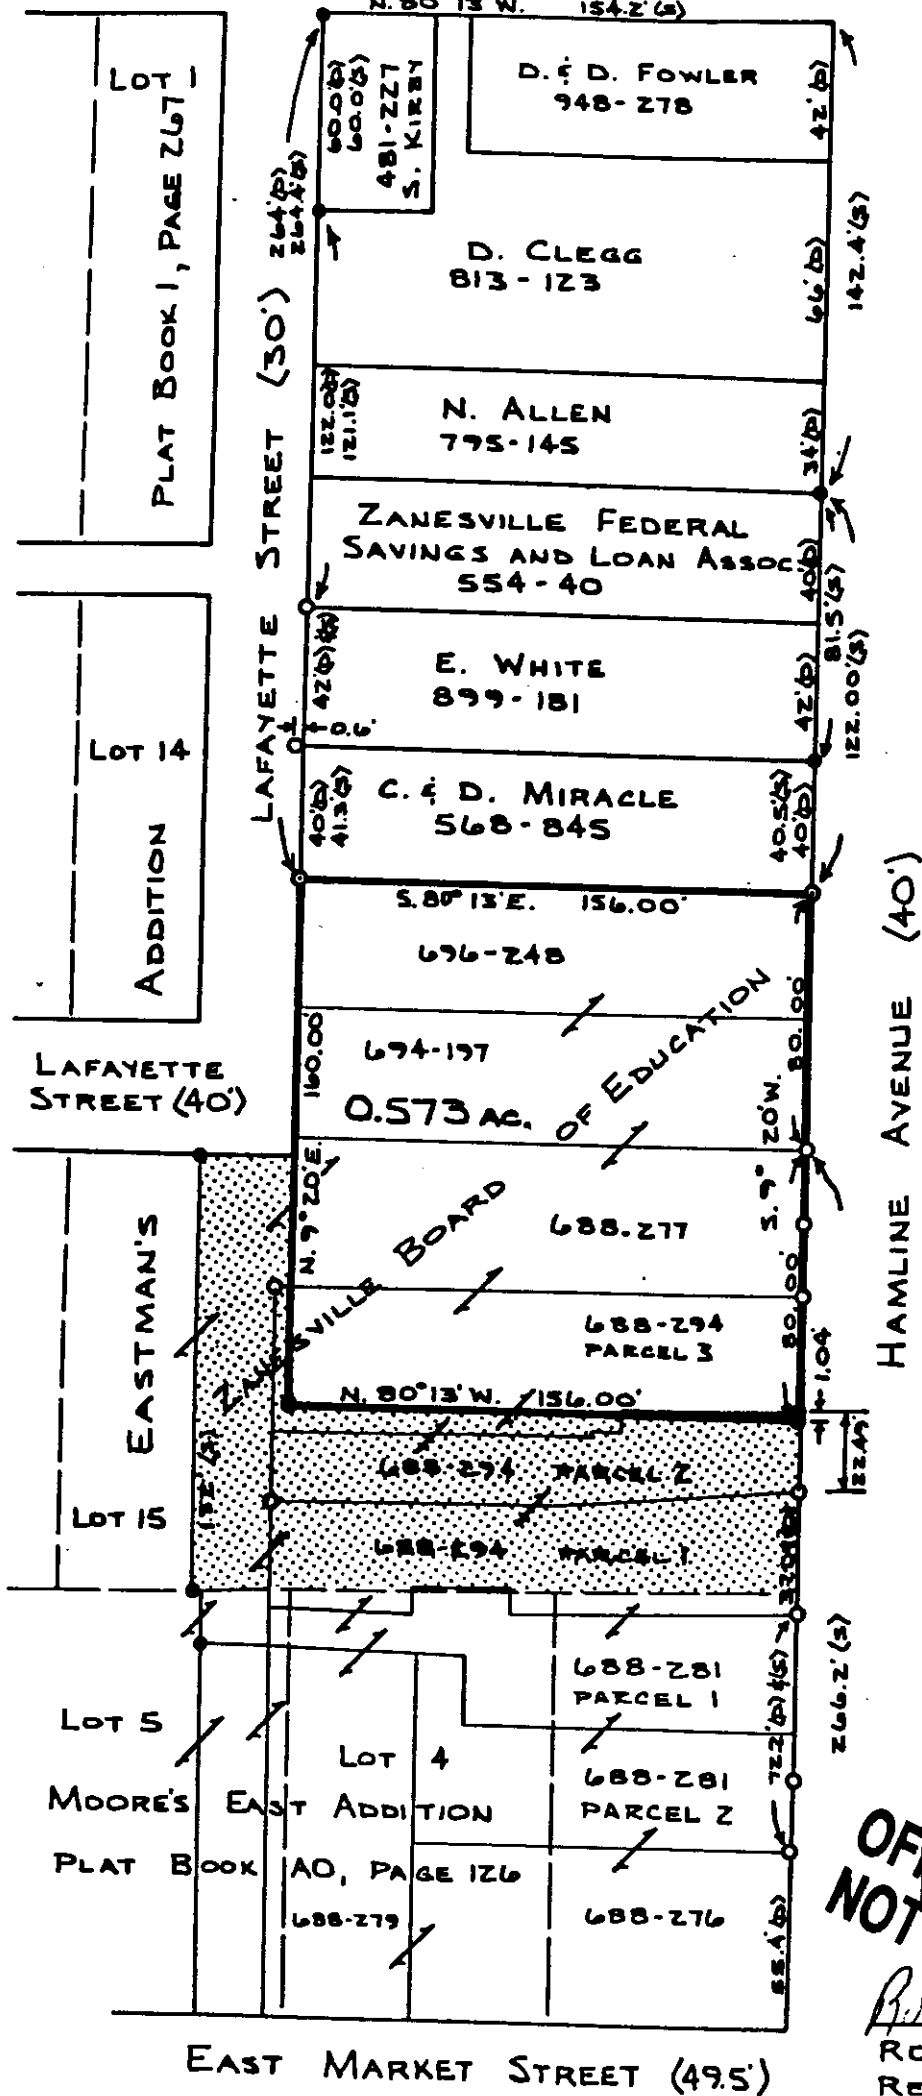 N. 80° 13' W. 154.2' (S)
LOT 1
PLAT BOOK 1, PAGE 267
60.0'(D)
60.0'(S)
481-227
S. KIRBY
D. & D. FOWLER
948-278
42'(D)
264'(D)
264.4'(S)
D. CLEGG
813-123
66'(D)
142.4'(S)
LAFAYETTE STREET (30')
122.0'(D)
121.1'(S)
N. ALLEN
795-145
34'(D)
ZANESVILLE FEDERAL
SAVINGS AND LOAN ASSOC.
554-40
40'(D)
81.5'(S)
122.00'(S)
42'(D)&(S)
E. WHITE
899-181
42'(D)
0.6'
LOT 14
ADDITION
40'(D)
41.3'(S)
C. & D. MIRACLE
568-845
40.5'(S)
40'(D)
HAMLINE AVENUE (40')
S. 80° 13' E. 156.00'
696-248
80.00'
LAFAYETTE
STREET (40')
160.00
694-197
0.573 AC.
ZANESVILLE BOARD OF EDUCATION
S. 9° 20' W.
N. 9° 20' E.
688-277
80.00'
EASTMAN'S
688-294
PARCEL 3
1.04'
N. 80° 13' W. 156.00'
22.49
132' (S)
688-294 PARCEL 2
LOT 15
688-294 PARCEL 1
266.2' (S)
688-281
PARCEL 1
72.2'(D)&(S)
LOT 5
LOT 4
688-281
PARCEL 2
MOORE'S EAST ADDITION
PLAT BOOK AD, PAGE 126
688-279
688-276
EAST MARKET STREET (49.5')
NOT